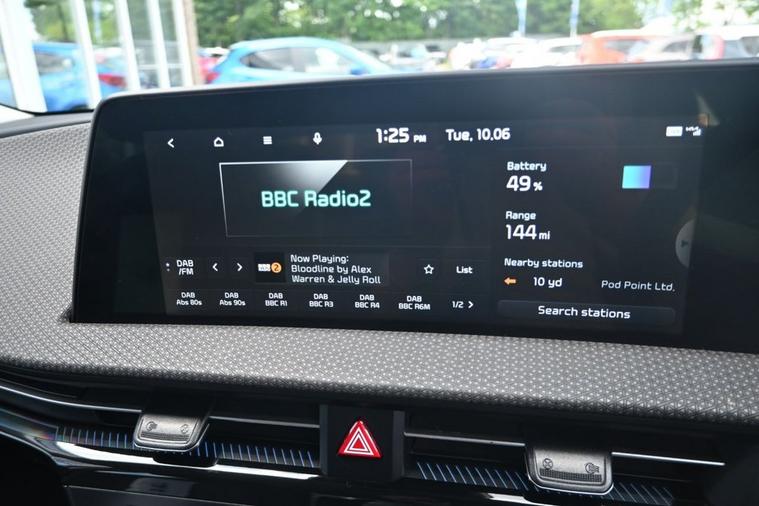 1:25 PM Tue, 10.06
BBC Radio2
Battery
49%
Range
144 mi
DAB
/FM
2
Now Playing:
Bloodline by Alex
Warren & Jelly Roll
List
Nearby stations
10 yd Pod Point Ltd.
DAB
Abs 80s
DAB
Abs 90s
DAB
BBC R1
DAB
BBC R3
DAB
BBC R4
DAB
BBC R6M
1/2
Search stations